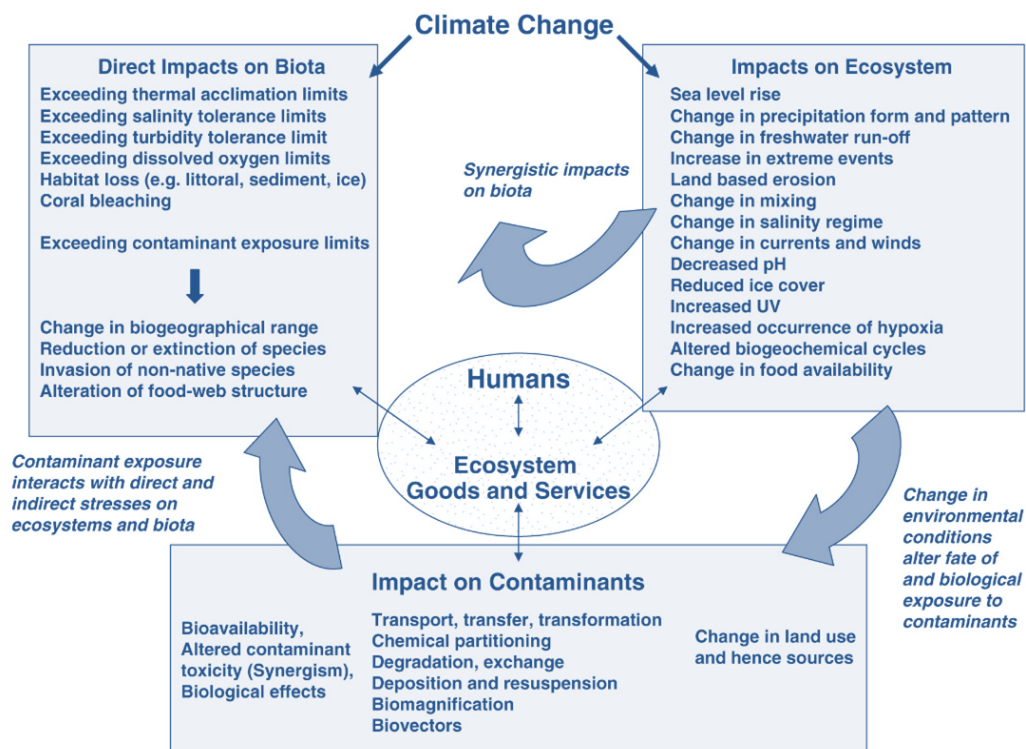 Climate Change
Direct Impacts on Biota
Exceeding thermal acclimation limits
Exceeding salinity tolerance limits
Exceeding turbidity tolerance limit
Exceeding dissolved oxygen limits
Habitat loss (e.g. littoral, sediment, ice)
Coral bleaching
Exceeding contaminant exposure limits
Change in biogeographical range
Reduction or extinction of species
Invasion of non-native species
Alteration of food-web structure
Synergistic impacts
on biota
Impacts on Ecosystem
Sea level rise
Change in precipitation form and pattern
Change in freshwater run-off
Increase in extreme events
Land based erosion
Change in mixing
Change in salinity regime
Change in currents and winds
Decreased pH
Reduced ice cover
Increased UV
Increased occurrence of hypoxia
Altered biogeochemical cycles
Change in food availability
Humans
Ecosystem
Goods and Services
Contaminant exposure
interacts with direct and
indirect stresses on
ecosystems and biota
Change in
environmental
conditions
alter fate of
and biological
exposure to
contaminants
Impact on Contaminants
Bioavailability,
Altered contaminant
toxicity (Synergism),
Biological effects
Transport, transfer, transformation
Chemical partitioning
Degradation, exchange
Deposition and resuspension
Biomagnification
Biovectors
Change in land use
and hence sources